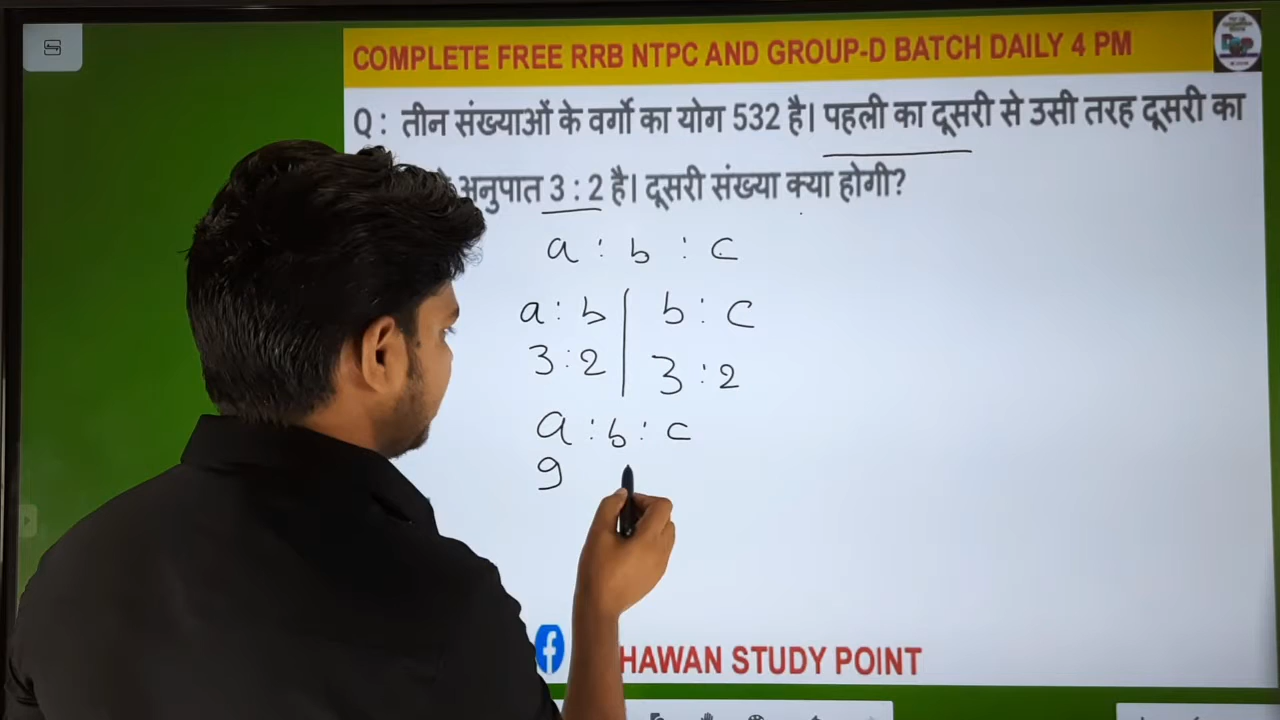 COMPLETE FREE RRB NTPC AND GROUP-D BATCH DAILY 4 PM
Q : तीन संख्याओं के वर्गो का योग 532 है। पहली का दूसरी से उसी तरह दूसरी का
अनुपात 3 : 2 है। दूसरी संख्या क्या होगी?
a : b : c
a : b | b : c
3 : 2 | 3 : 2
a : b : c
9
HAWAN STUDY POINT